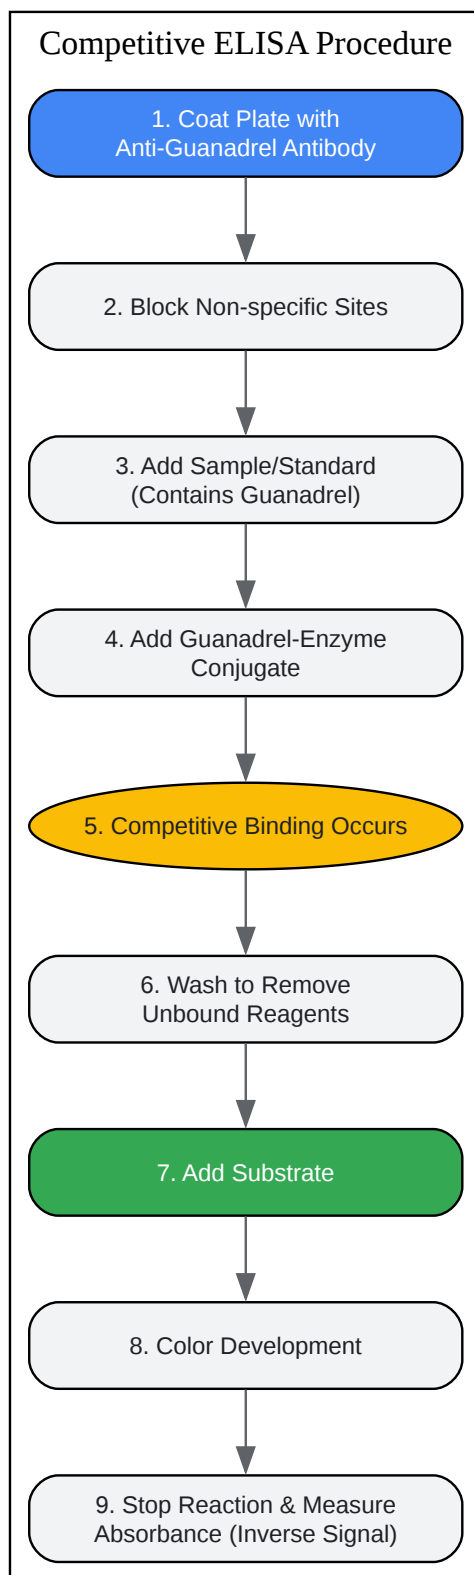 Competitive ELISA Procedure
1. Coat Plate with
Anti-Guanadrel Antibody
2. Block Non-specific Sites
3. Add Sample/Standard
(Contains Guanadrel)
4. Add Guanadrel-Enzyme
Conjugate
5. Competitive Binding Occurs
6. Wash to Remove
Unbound Reagents
7. Add Substrate
8. Color Development
9. Stop Reaction & Measure
Absorbance (Inverse Signal)